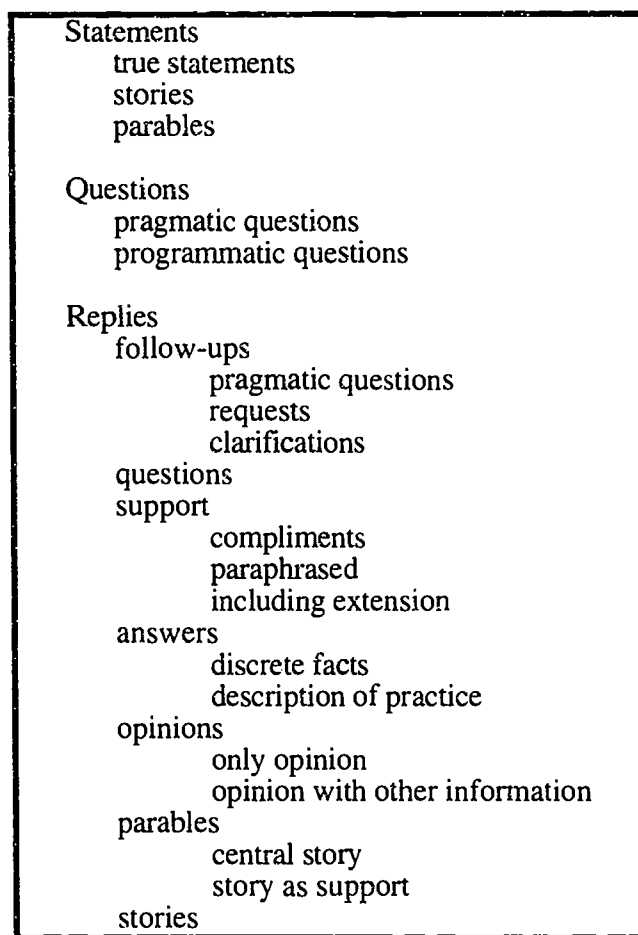 Statements
true statements
stories
parables
Questions
pragmatic questions
programmatic questions
Replies
follow-ups
pragmatic questions
requests
clarifications
questions
support
compliments
paraphrased
including extension
answers
discrete facts
description of practice
opinions
only opinion
opinion with other information
parables
central story
story as support
stories